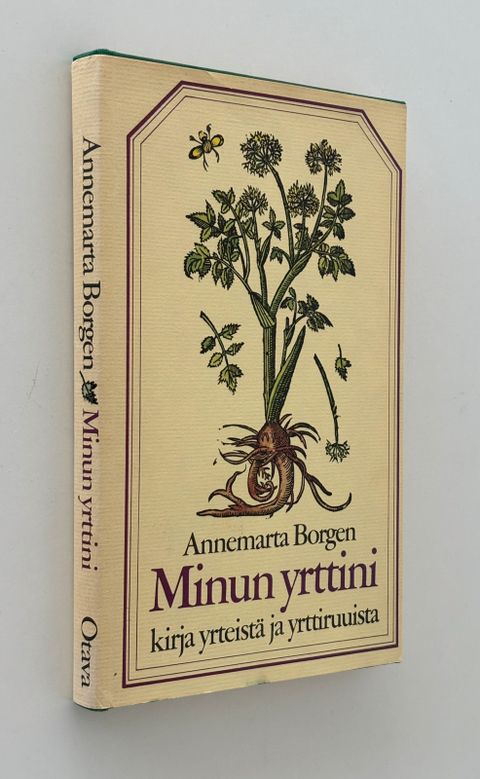 Annemarta Borgen Minun yrttini Otava
Annemarta Borgen
Minun yrttini
kirja yrteistä ja yrttiruuista